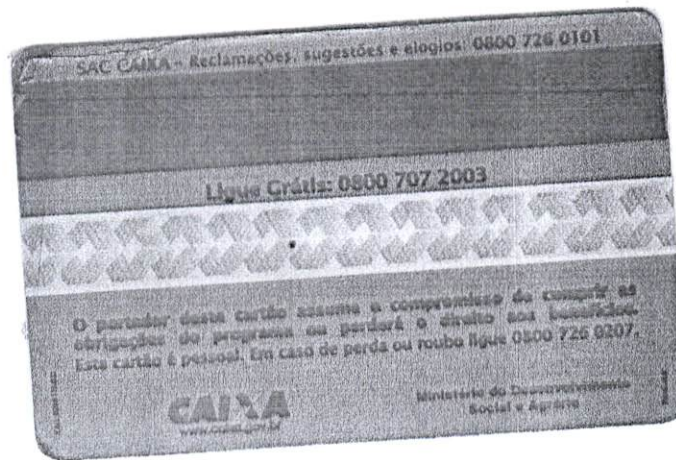 SAC CAIXA - Reclamações, sugestões e elogios: 0800 726 0101
Ligue Grátis: 0800 707 2003
O portador deste cartão assume o compromisso de cumprir as
obrigações do programa ou perderá o direito aos benefícios.
Este cartão é pessoal. Em caso de perda ou roubo ligue 0800 726 0207.
CAIXA
www.caixa.gov.br
Ministério do Desenvolvimento
Social e Agrário